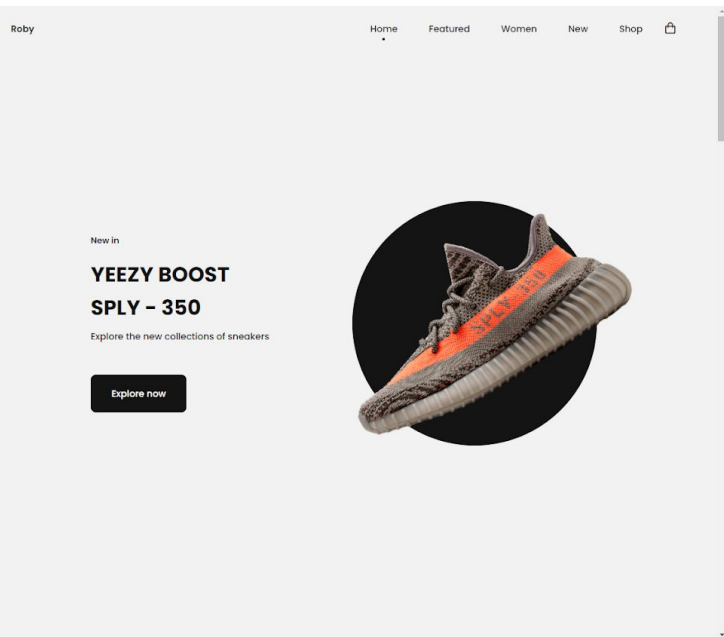 Roby
Home Featured Women New Shop
New in
YEEZY BOOST
SPLY - 350
Explore the new collections of sneakers
Explore now
SPLY-350